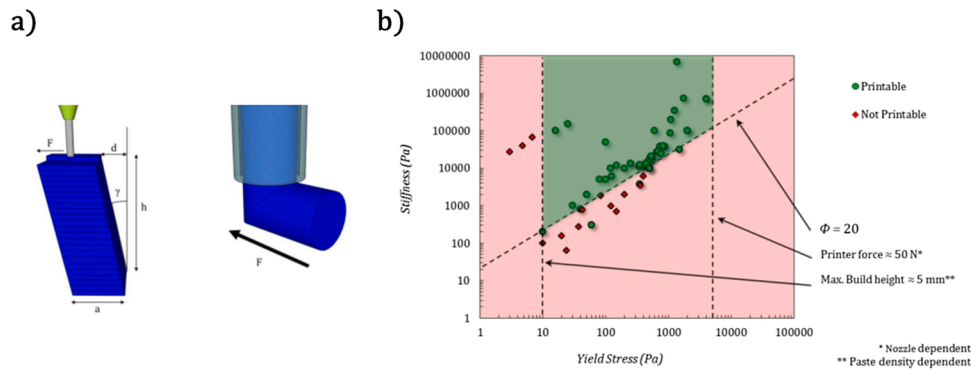 a)
F
d
γ
h
a
F
b)
10000000
1000000
100000
10000
1000
100
10
1
Stiffness (Pa)
1
10
100
1000
10000
100000
Yield Stress (Pa)
Printable
Not Printable
Φ = 20
Printer force ≈ 50 N*
Max. Build height ≈ 5 mm**
* Nozzle dependent
** Paste density dependent